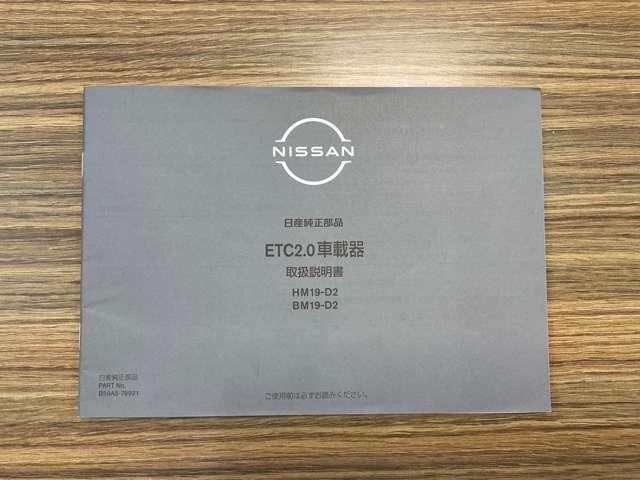 NISSAN
日産純正部品
ETC2.0 車載器
取扱説明書
HM19-D2
BM19-D2
日産純正部品
PART No.
ご使用前は必ずお読みください。